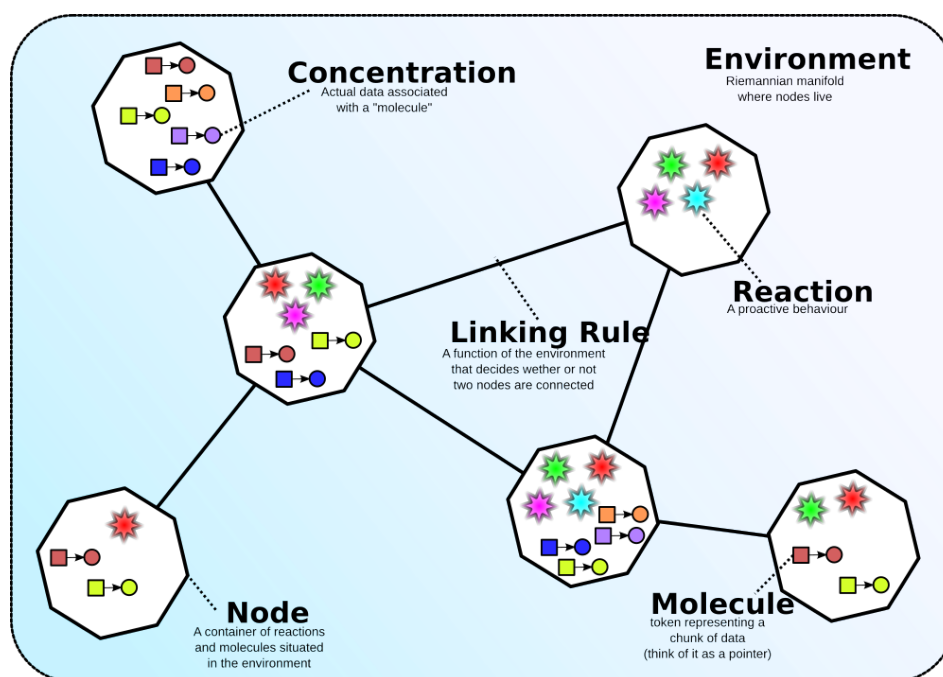 Concentration
Actual data associated
with a "molecule"
Environment
Riemannian manifold
where nodes live
Reaction
A proactive behaviour
Linking Rule
A function of the environment
that decides wether or not
two nodes are connected
Node
A container of reactions
and molecules situated
in the environment
Molecule
token representing a
chunk of data
(think of it as a pointer)